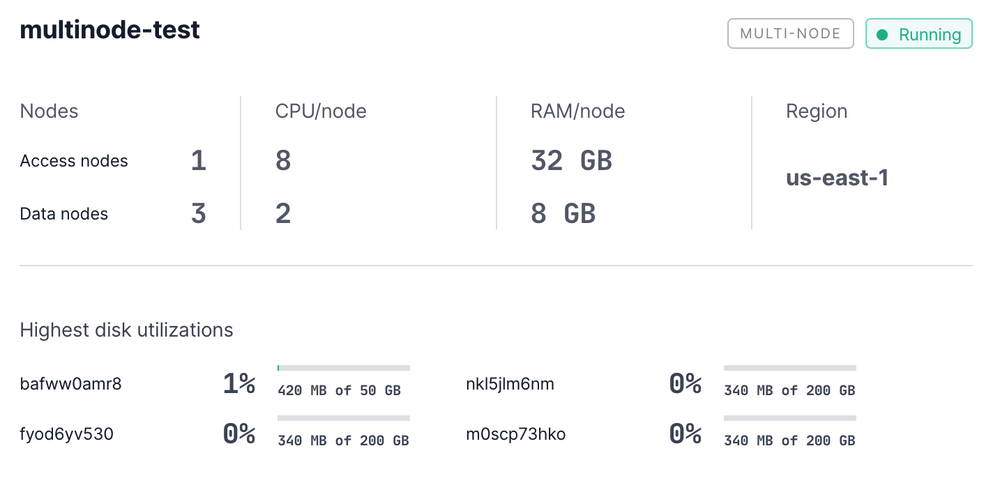 multinode-test MULTI-NODE Running
Nodes CPU/node RAM/node Region
Access nodes 1 8 32 GB
us-east-1
Data nodes 3 2 8 GB
Highest disk utilizations
bafww0amr8 1% 420 MB of 50 GB nkl5jlm6nm 0% 340 MB of 200 GB
fyod6yv530 0% 340 MB of 200 GB m0scp73hko 0% 340 MB of 200 GB